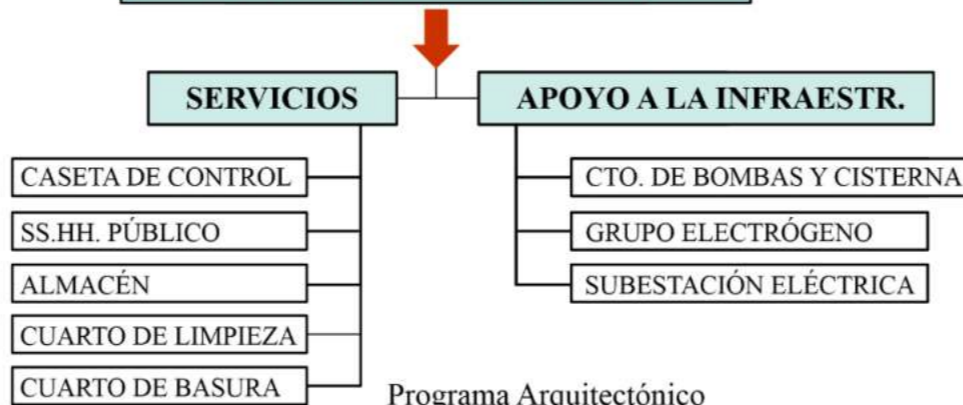 SERVICIOS
APOYO A LA INFRAESTR.
CASETA DE CONTROL
SS.HH. PÚBLICO
ALMACÉN
CUARTO DE LIMPIEZA
CUARTO DE BASURA
CTO. DE BOMBAS Y CISTERNA
GRUPO ELECTRÓGENO
SUBESTACIÓN ELÉCTRICA
Programa Arquitectónico